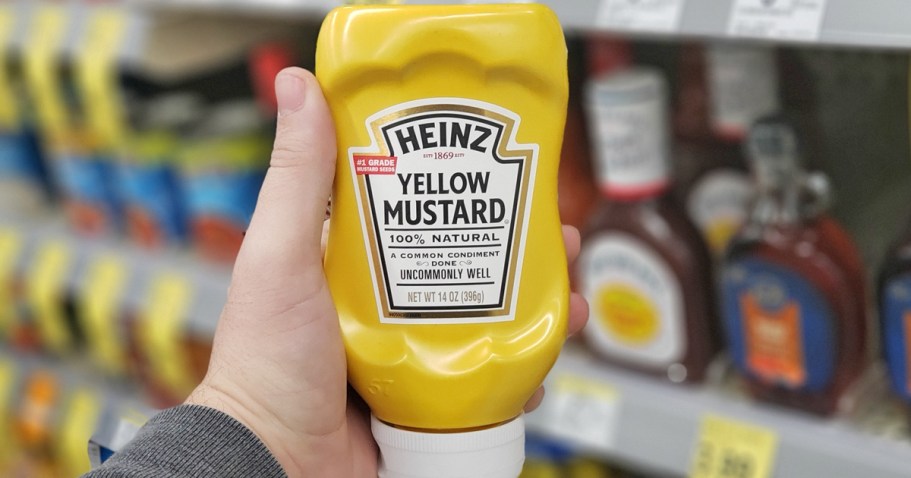 HEINZ
EST 1869 EST
#1 GRADE
MUSTARD SEEDS
YELLOW
MUSTARD
100% NATURAL
A COMMON CONDIMENT
DONE
UNCOMMONLY WELL
NET WT 14 OZ (396g)